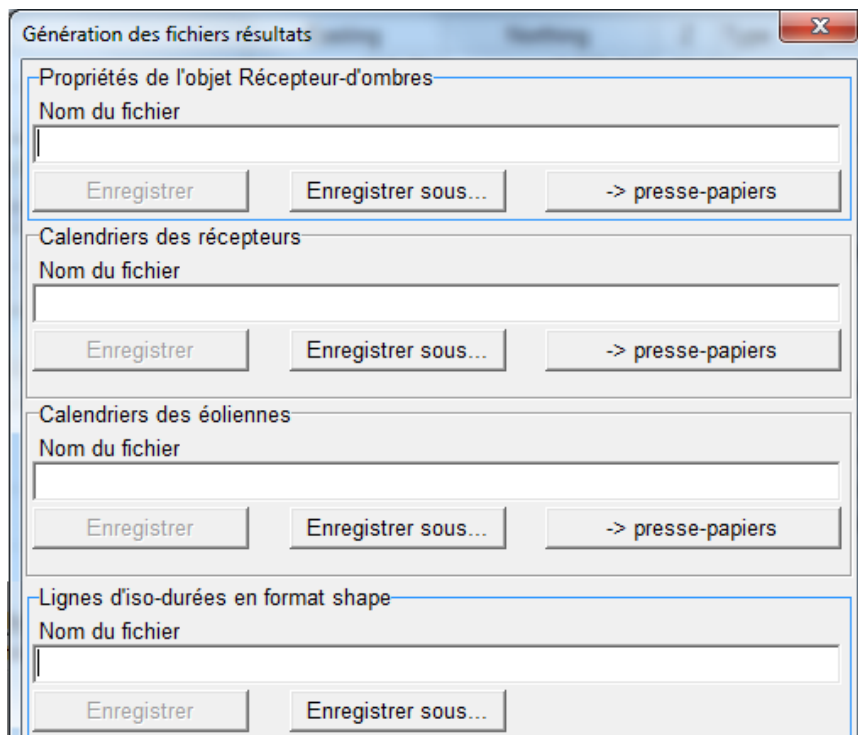 Génération des fichiers résultats
Propriétés de l'objet Récepteur-d'ombres
Nom du fichier
Enregistrer Enregistrer sous... -> presse-papiers
Calendriers des récepteurs
Nom du fichier
Enregistrer Enregistrer sous... -> presse-papiers
Calendriers des éoliennes
Nom du fichier
Enregistrer Enregistrer sous... -> presse-papiers
Lignes d'iso-durées en format shape
Nom du fichier
Enregistrer Enregistrer sous...